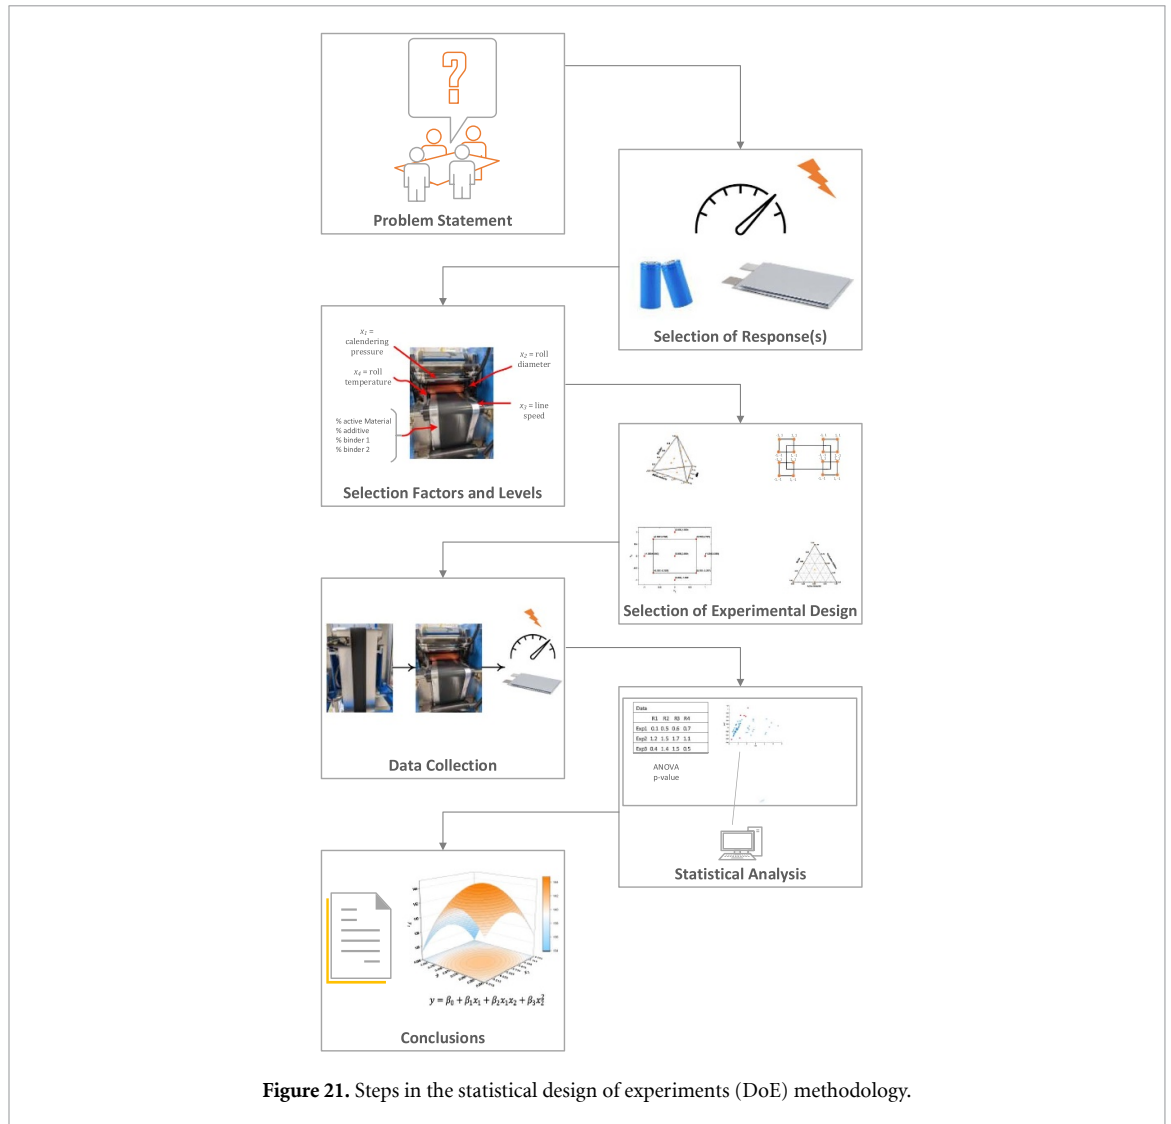 ?
Problem Statement
Selection of Response(s)
x₁ =
calendering
pressure
x₄ = roll
temperature
x₂ = roll
diameter
x₃ = line
speed
% active Material
% additive
% binder 1
% binder 2
Selection Factors and Levels
Selection of Experimental Design
Data Collection
Data
R1 R2 R3 R4
Exp1 0.1 0.5 0.6 0.7
Exp2 1.2 1.5 1.7 1.1
Exp3 0.4 1.4 1.5 0.5
ANOVA
p-value
Statistical Analysis
y = β₀ + β₁x₁ + β₂x₁x₂ + β₃x₂²
Conclusions
Figure 21. Steps in the statistical design of experiments (DoE) methodology.